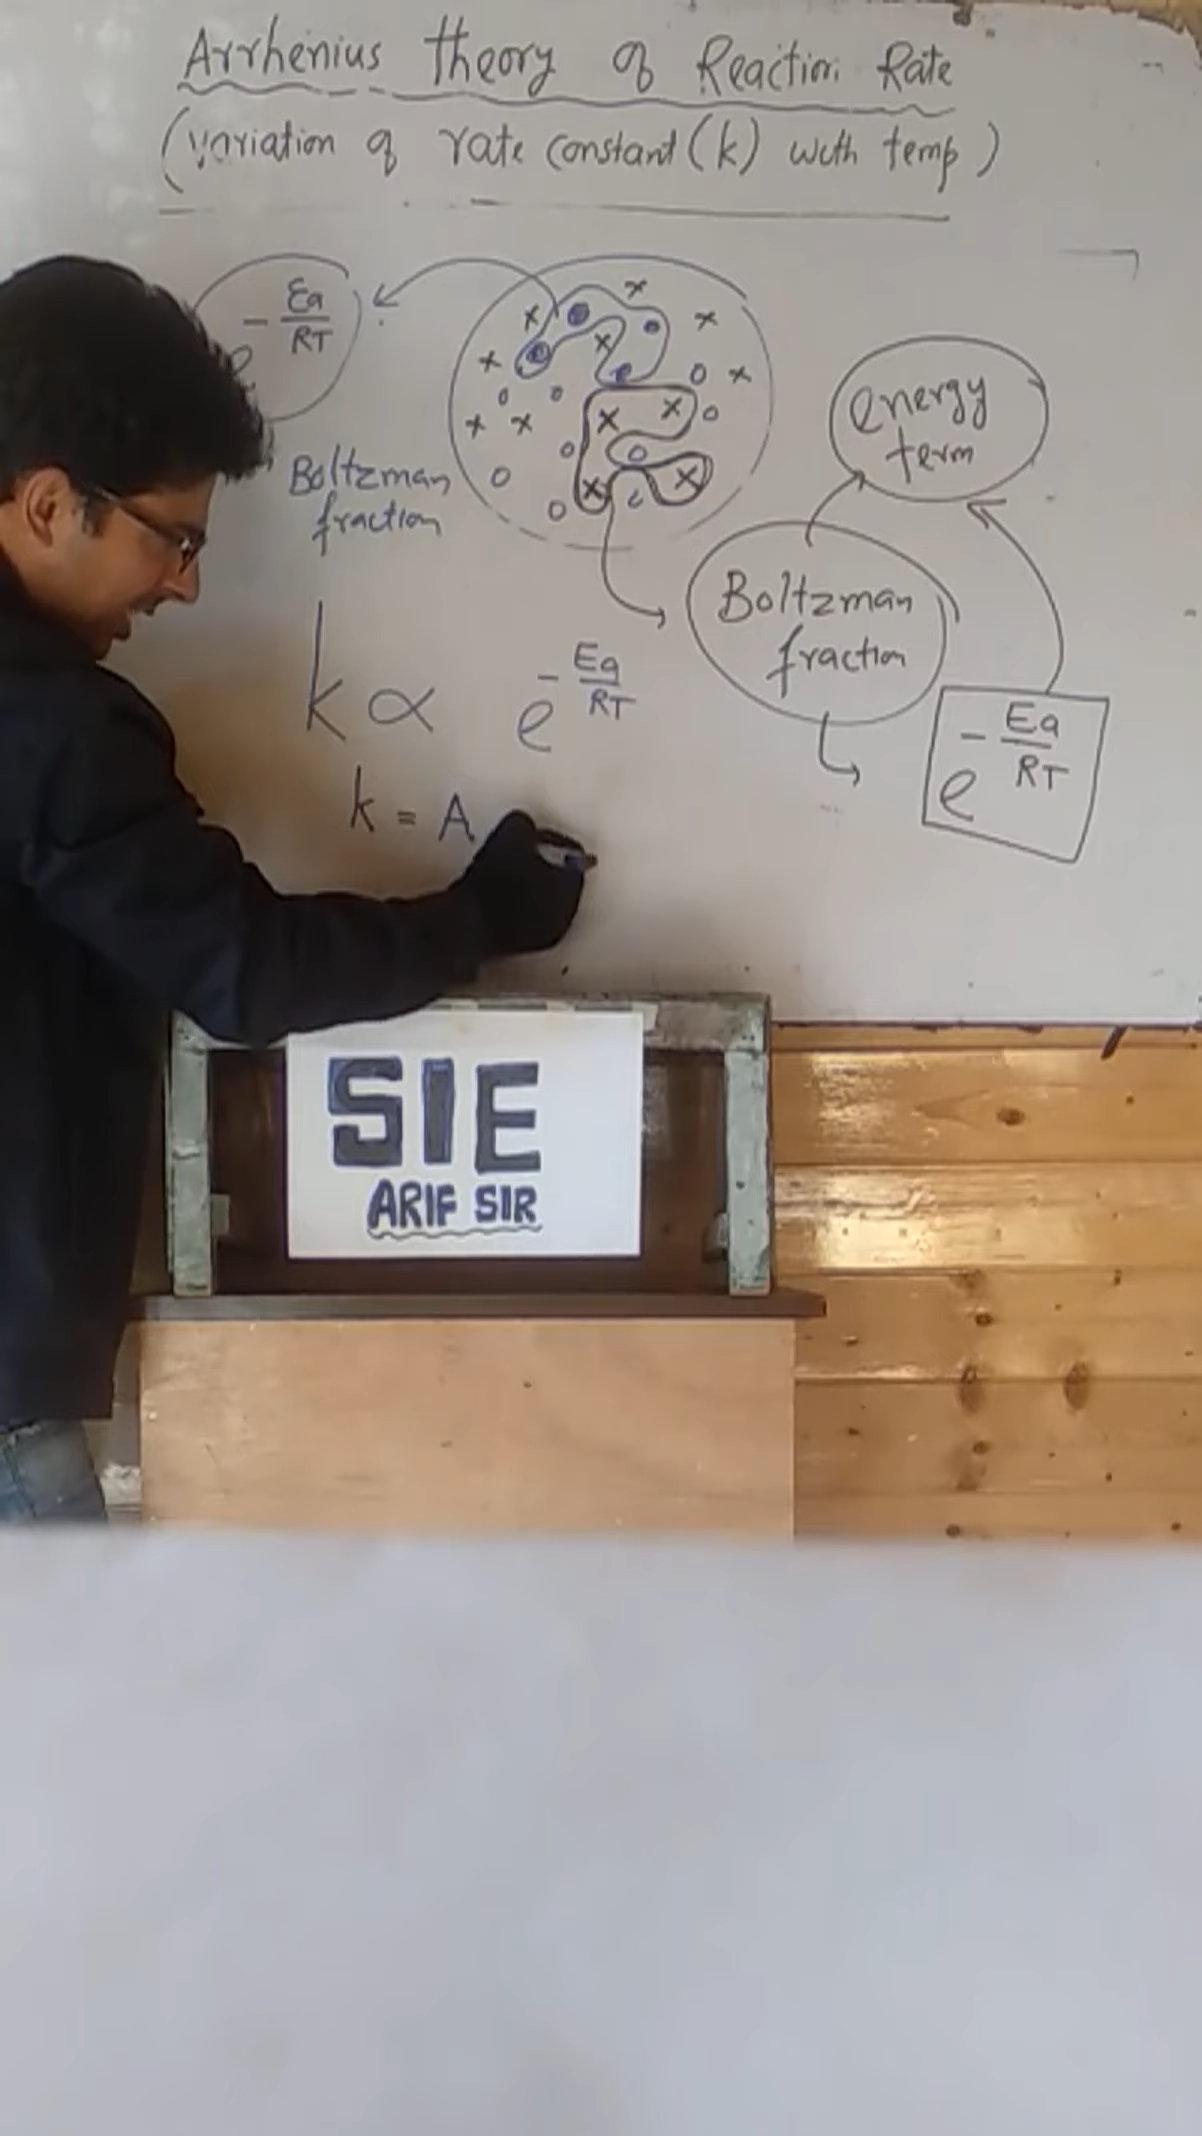 Arrhenius theory of Reaction Rate
(variation of rate constant (k) with temp)
e^-Ea/RT
Boltzman
fraction
energy
term
Boltzman
fraction
e^-Ea/RT
k ∝ e^-Ea/RT
k = A
SIE
ARIF SIR